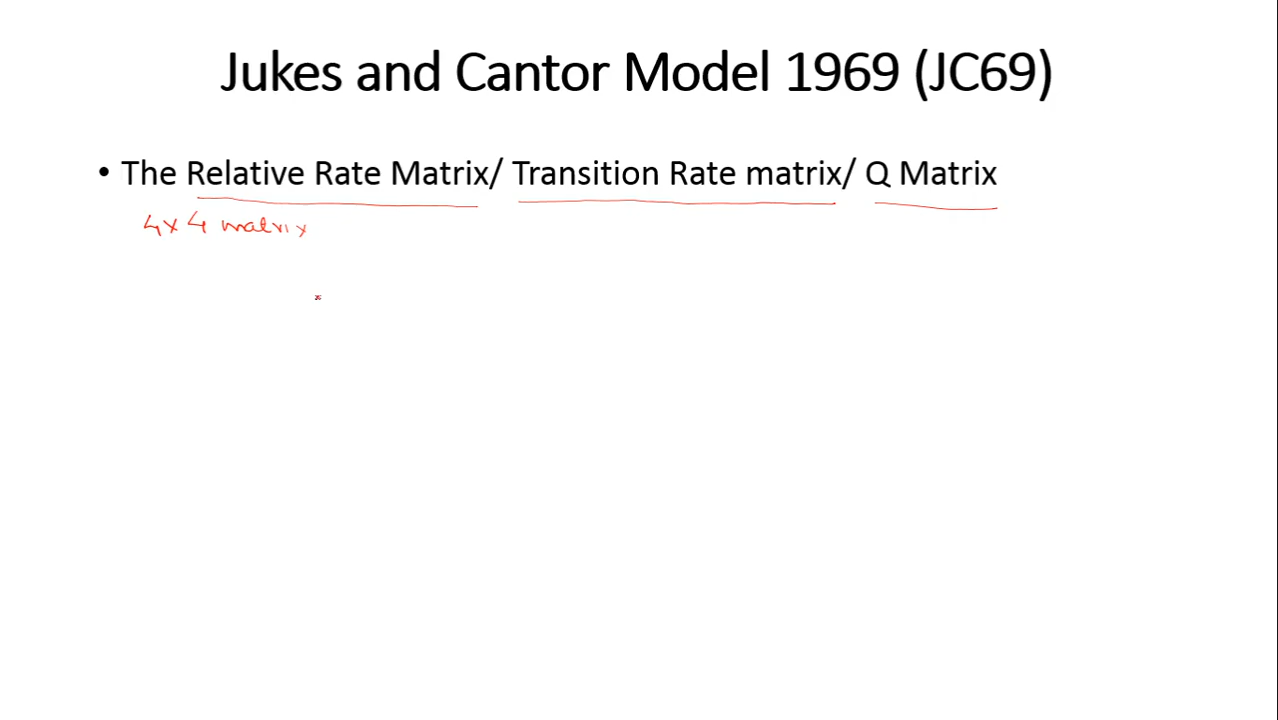 Jukes and Cantor Model 1969 (JC69)
• The Relative Rate Matrix/ Transition Rate matrix/ Q Matrix
4x4 matrix